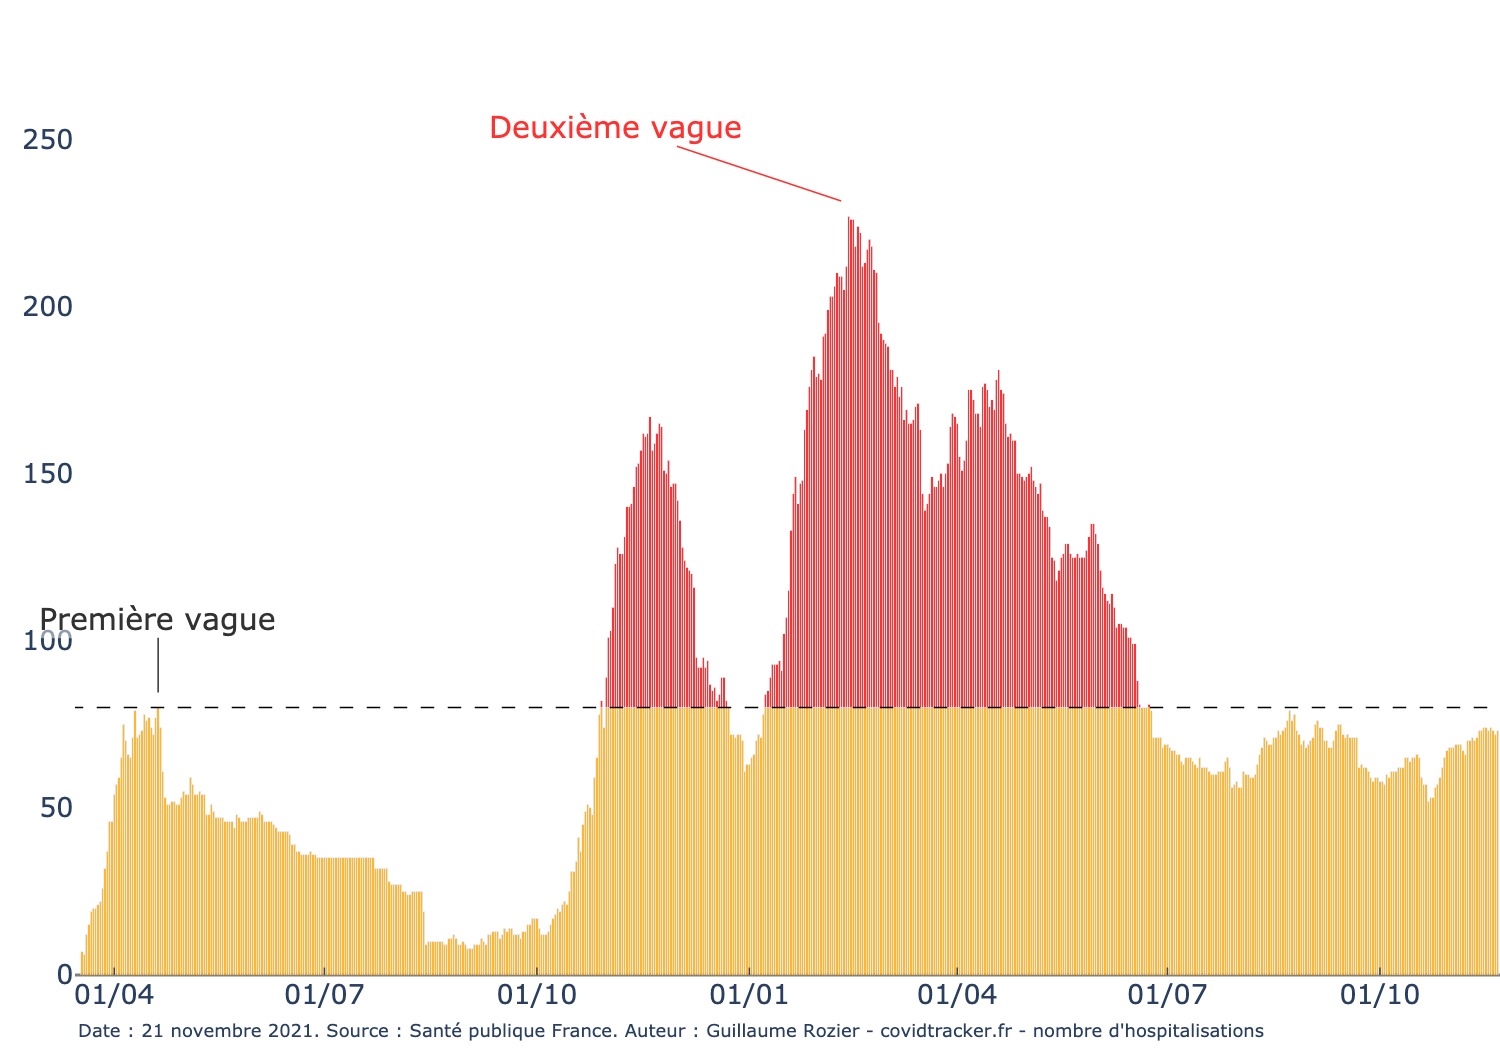 250
Deuxième vague
200
150
Première vague
100
50
0
01/04 01/07 01/10 01/01 01/04 01/07 01/10
Date : 21 novembre 2021. Source : Santé publique France. Auteur : Guillaume Rozier - covidtracker.fr - nombre d'hospitalisations